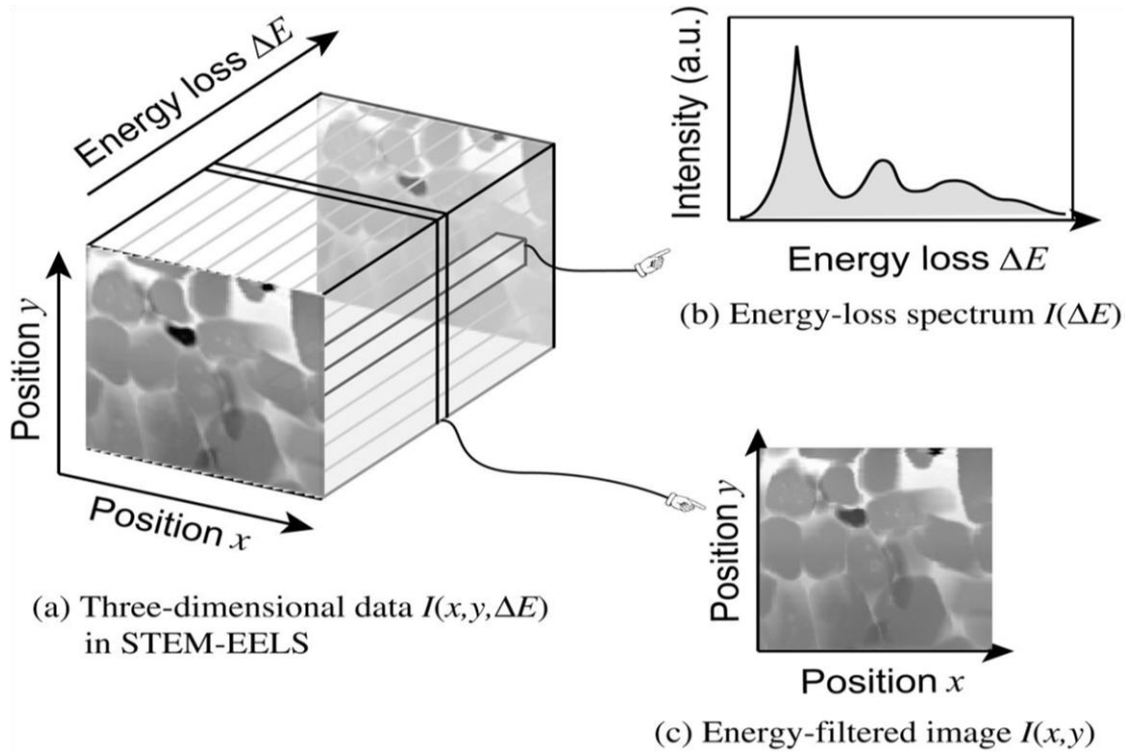 Energy loss ΔE
Position y
Position x
(a) Three-dimensional data I(x,y,ΔE)
in STEM-EELS
Intensity (a.u.)
Energy loss ΔE
(b) Energy-loss spectrum I(ΔE)
Position y
Position x
(c) Energy-filtered image I(x,y)